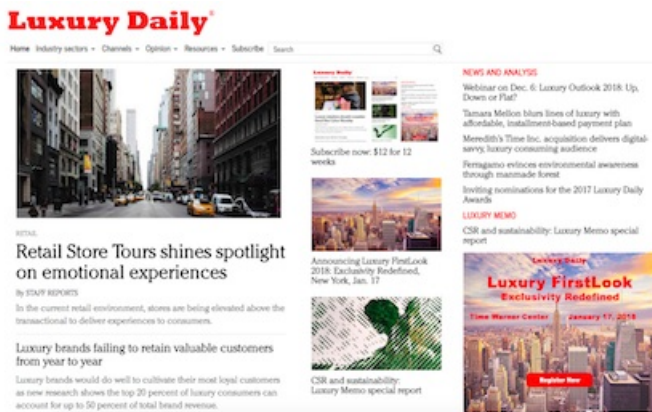 Luxury Daily®
Home Industry sectors Channels Opinion Resources Subscribe Search
RETAIL
Retail Store Tours shines spotlight
on emotional experiences
By STAFF REPORTS
In the current retail environment, stores are being elevated above the
transactional to deliver experiences to consumers.
Luxury brands failing to retain valuable customers
from year to year
Luxury brands would do well to cultivate their most loyal customers
as new research shows the top 20 percent of luxury consumers can
account for up to 50 percent of total brand revenue.
Luxury Daily
Subscribe now: $12 for 12
weeks
Announcing Luxury FirstLook
2018: Exclusivity Redefined,
New York, Jan. 17
CSR and sustainability:
Luxury Memo special report
NEWS AND ANALYSIS
Webinar on Dec. 6: Luxury Outlook 2018: Up,
Down or Flat?
Tamara Mellon blurs lines of luxury with
affordable, installment-based payment plan
Meredith's Time Inc. acquisition delivers digital-
savvy, luxury consuming audience
Ferragamo evinces environmental awareness
through manmade forest
Inviting nominations for the 2017 Luxury Daily
Awards
LUXURY MEMO
CSR and sustainability: Luxury Memo special
report
Luxury Daily
Luxury FirstLook
Exclusivity Redefined
Time Warner Center January 17, 2018
Register Now